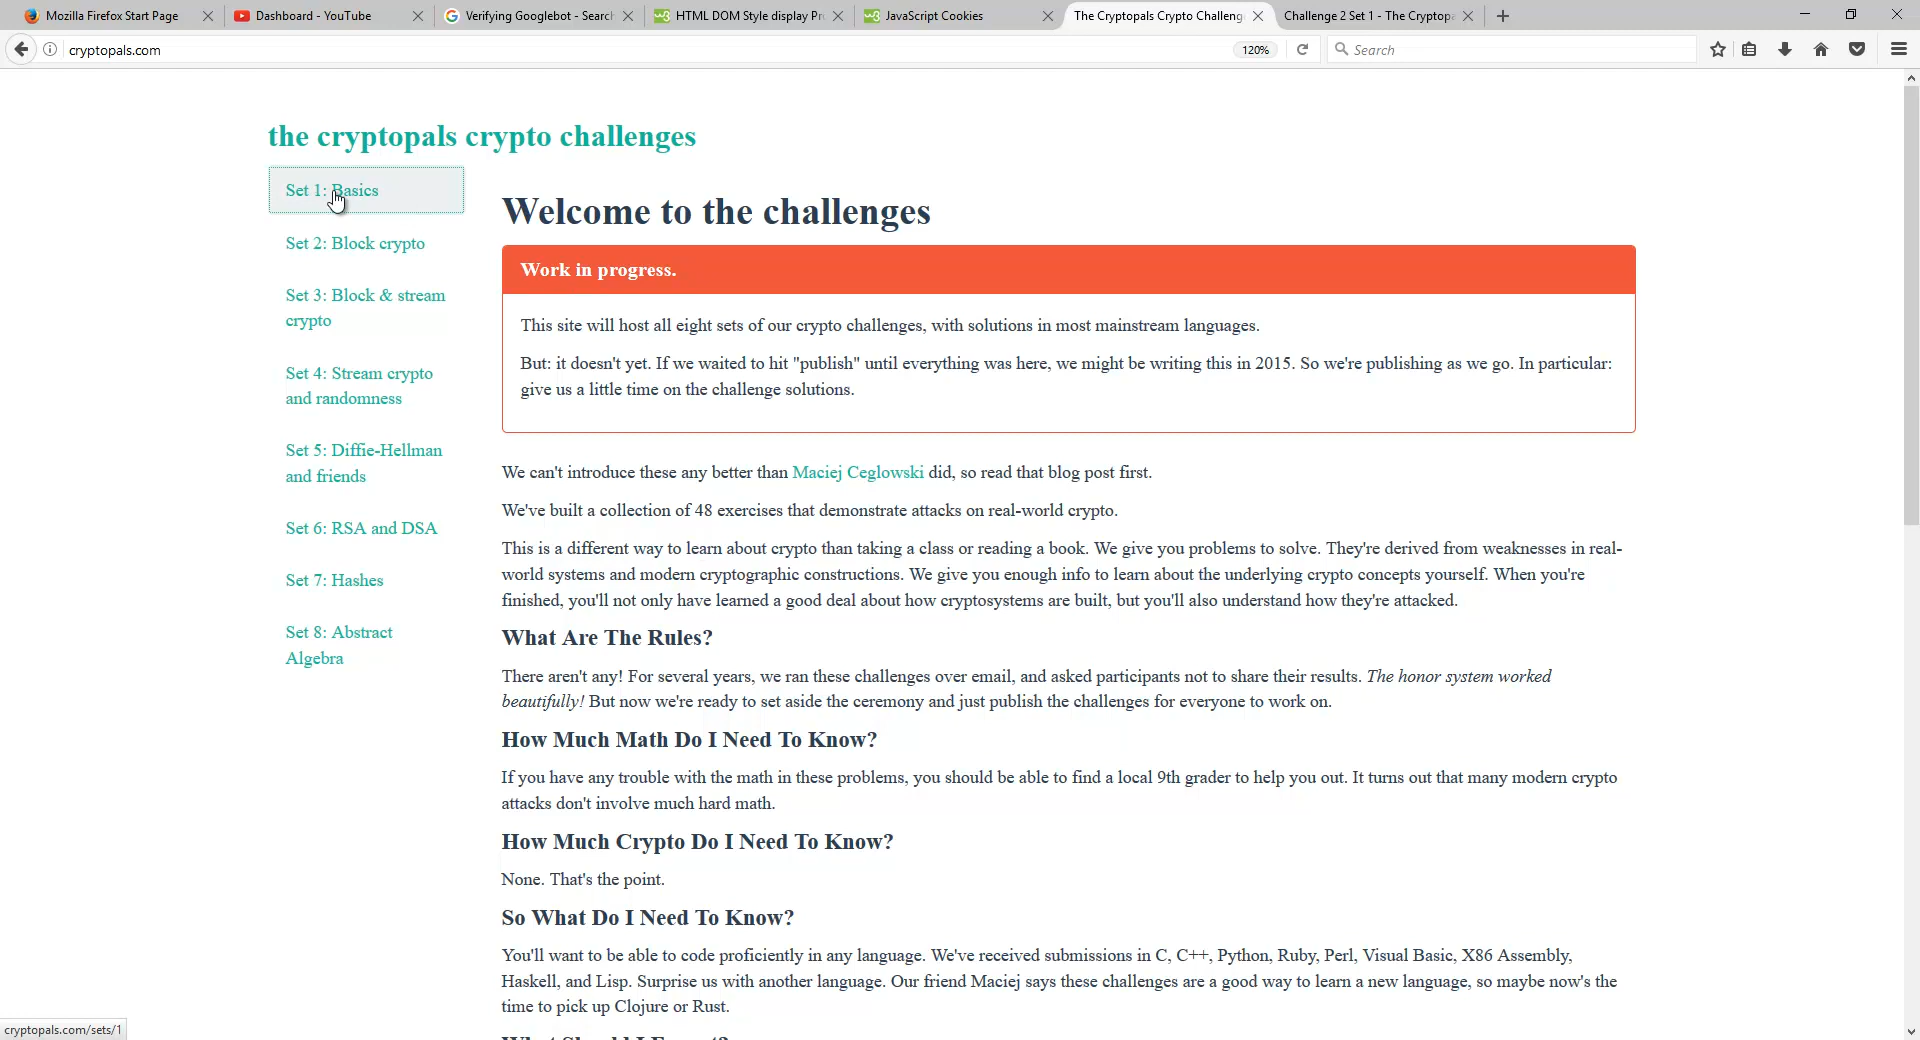 Mozilla Firefox Start Page
Dashboard - YouTube
Verifying Googlebot - Searc
HTML DOM Style display Pr
JavaScript Cookies
The Cryptopals Crypto Challeng
Challenge 2 Set 1 - The Cryptopa
cryptopals.com
120%
Search
the cryptopals crypto challenges
Set 1: Basics
Set 2: Block crypto
Set 3: Block & stream
crypto
Set 4: Stream crypto
and randomness
Set 5: Diffie-Hellman
and friends
Set 6: RSA and DSA
Set 7: Hashes
Set 8: Abstract
Algebra
Welcome to the challenges
Work in progress.
This site will host all eight sets of our crypto challenges, with solutions in most mainstream languages.
But: it doesn't yet. If we waited to hit "publish" until everything was here, we might be writing this in 2015. So we're publishing as we go. In particular:
give us a little time on the challenge solutions.
We can't introduce these any better than Maciej Ceglowski did, so read that blog post first.
We've built a collection of 48 exercises that demonstrate attacks on real-world crypto.
This is a different way to learn about crypto than taking a class or reading a book. We give you problems to solve. They're derived from weaknesses in real-
world systems and modern cryptographic constructions. We give you enough info to learn about the underlying crypto concepts yourself. When you're
finished, you'll not only have learned a good deal about how cryptosystems are built, but you'll also understand how they're attacked.
What Are The Rules?
There aren't any! For several years, we ran these challenges over email, and asked participants not to share their results. The honor system worked
beautifully! But now we're ready to set aside the ceremony and just publish the challenges for everyone to work on.
How Much Math Do I Need To Know?
If you have any trouble with the math in these problems, you should be able to find a local 9th grader to help you out. It turns out that many modern crypto
attacks don't involve much hard math.
How Much Crypto Do I Need To Know?
None. That's the point.
So What Do I Need To Know?
You'll want to be able to code proficiently in any language. We've received submissions in C, C++, Python, Ruby, Perl, Visual Basic, X86 Assembly,
Haskell, and Lisp. Surprise us with another language. Our friend Maciej says these challenges are a good way to learn a new language, so maybe now's the
time to pick up Clojure or Rust.
cryptopals.com/sets/1